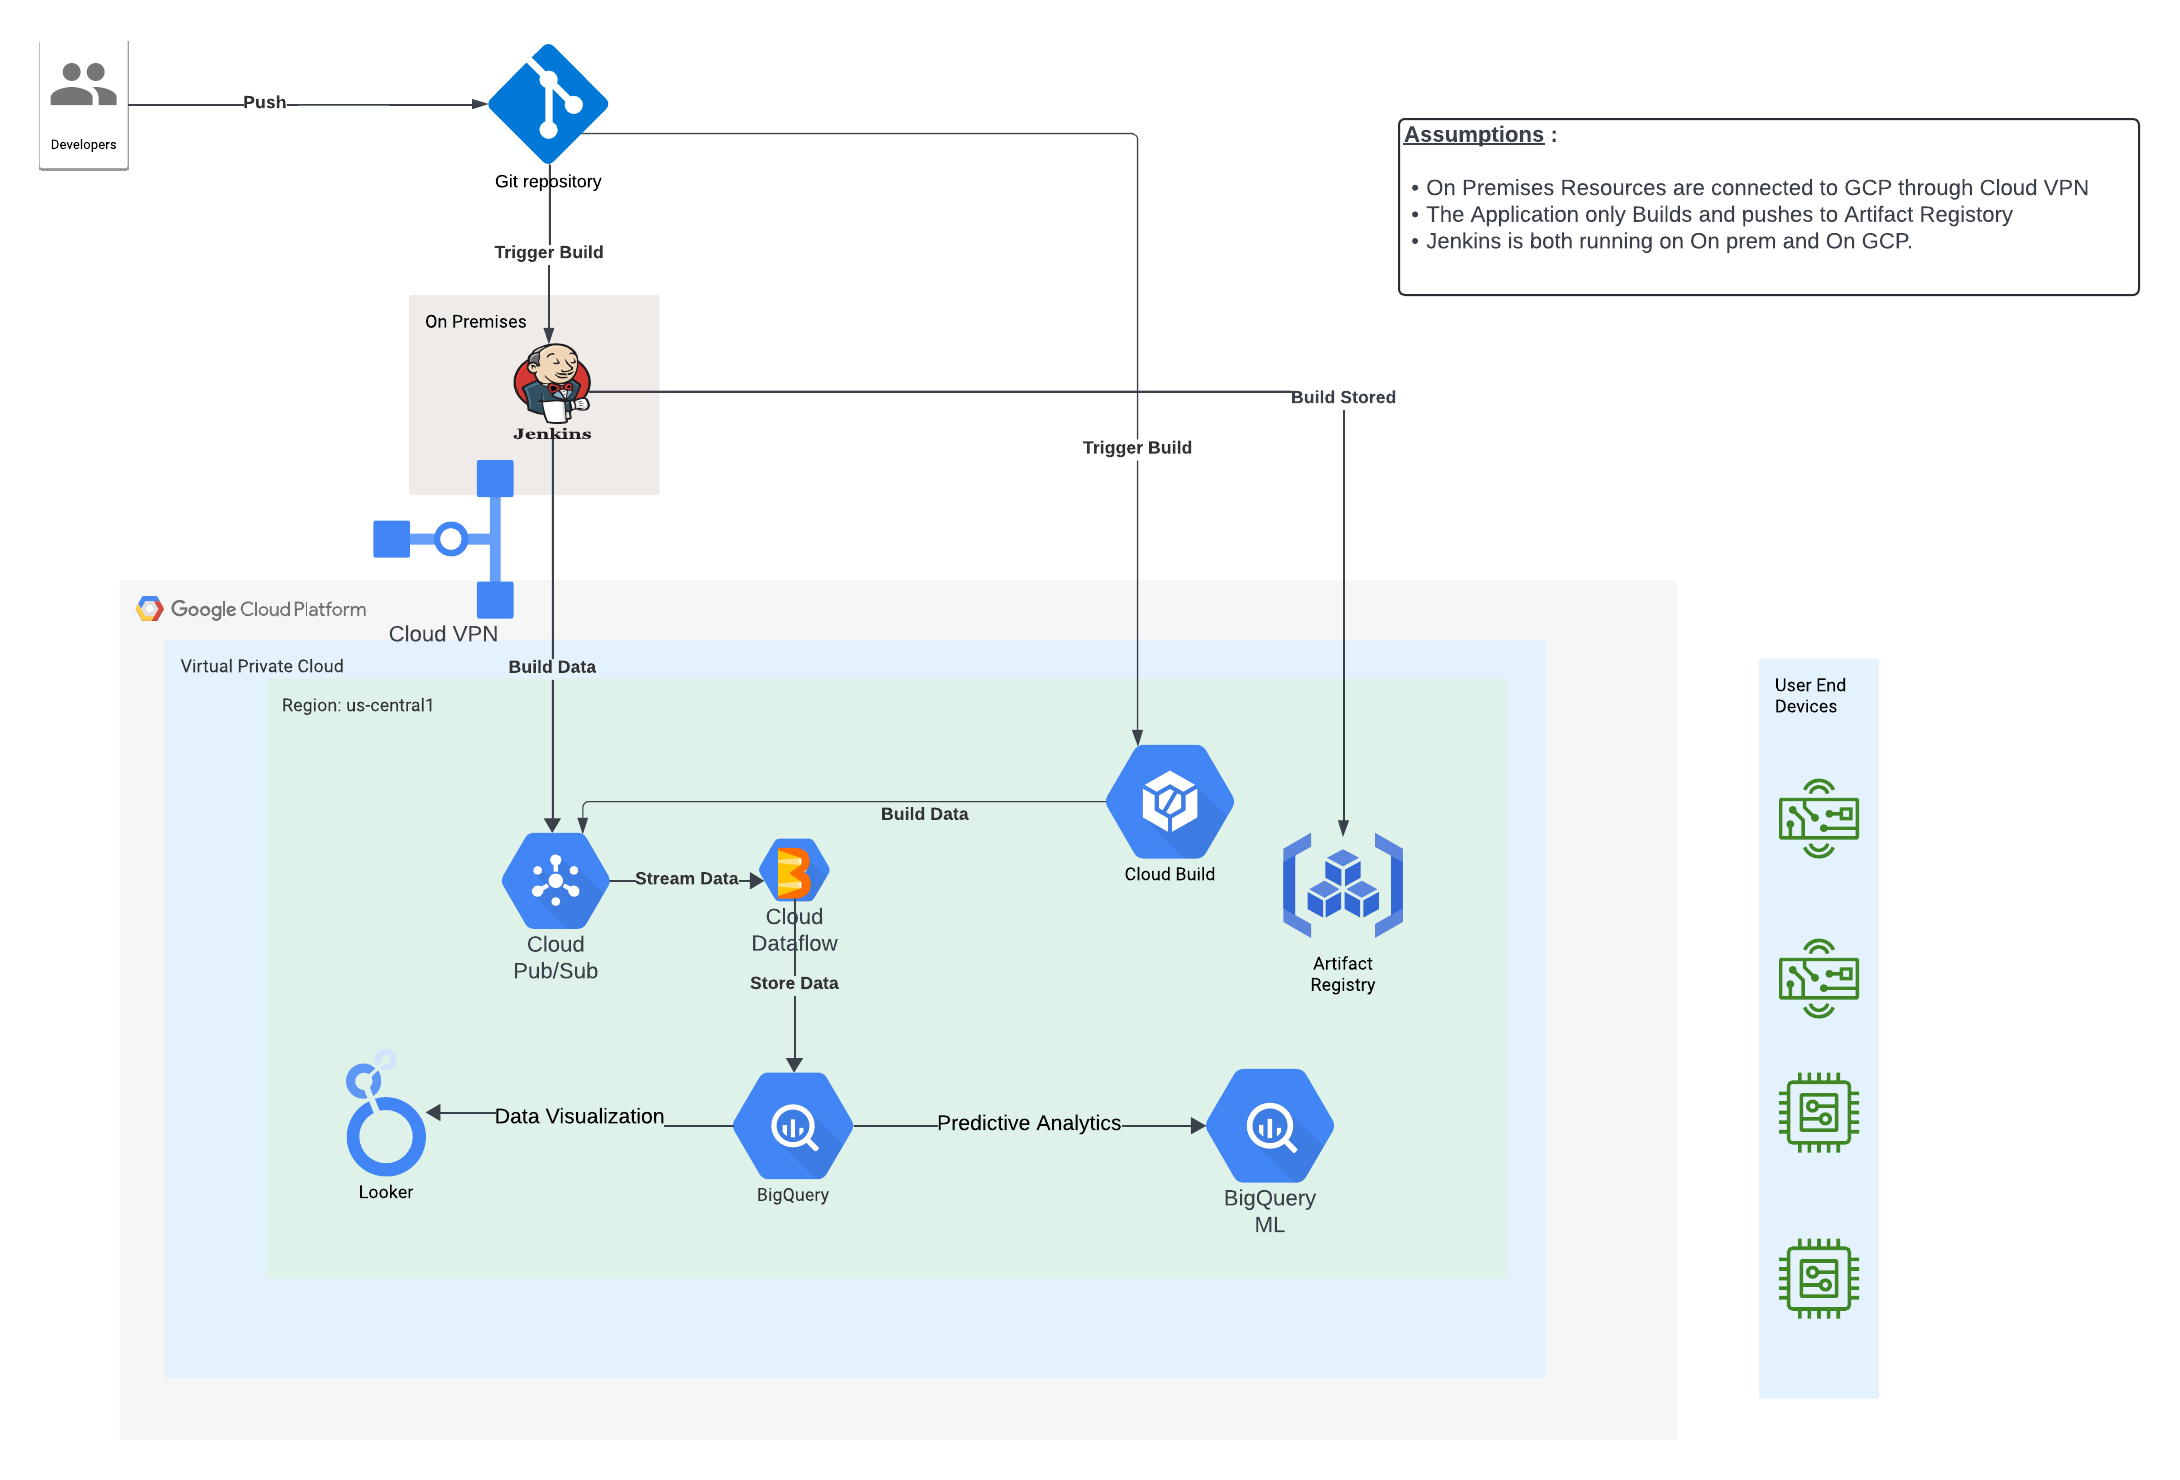 Developers
Push
Git repository
Trigger Build
Assumptions :
• On Premises Resources are connected to GCP through Cloud VPN
• The Application only Builds and pushes to Artifact Registory
• Jenkins is both running on On prem and On GCP.
On Premises
Jenkins
Build Stored
Trigger Build
Google Cloud Platform
Cloud VPN
Virtual Private Cloud
Build Data
Region: us-central1
User End
Devices
Build Data
Cloud Build
Stream Data
Cloud
Dataflow
Cloud
Pub/Sub
Artifact
Registry
Store Data
Data Visualization
Predictive Analytics
Looker
BigQuery
BigQuery
ML